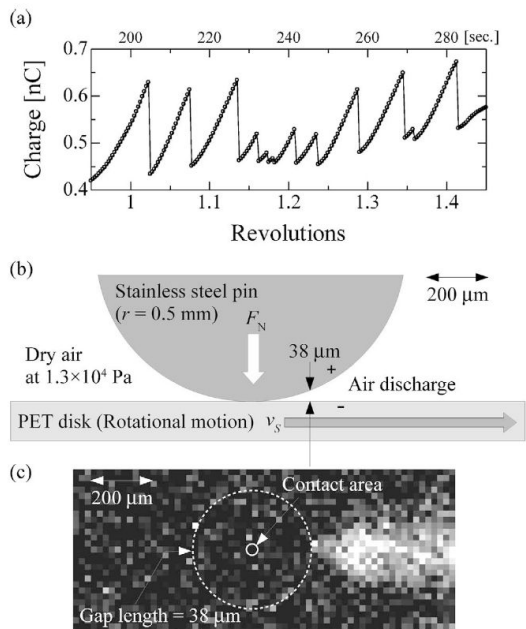 (a)
200 220 240 260 280 [sec.]
0.7
0.6
0.5
0.4
Charge [nC]
1 1.1 1.2 1.3 1.4
Revolutions
(b)
Stainless steel pin
(r = 0.5 mm)
F_N
200 μm
Dry air
at 1.3×10⁴ Pa
38 μm
+
Air discharge
-
PET disk (Rotational motion) v_S
(c)
200 μm
Contact area
Gap length = 38 μm